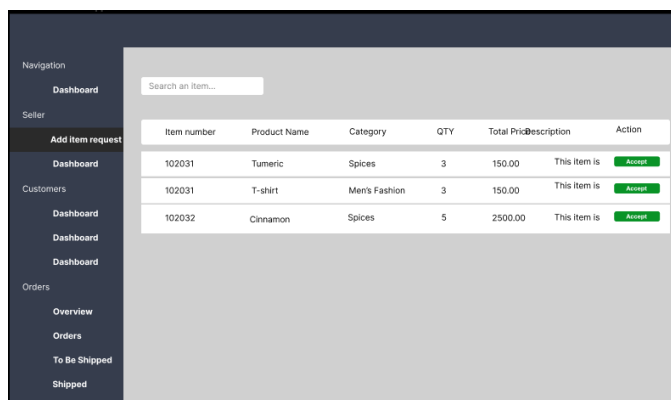 Navigation
Dashboard
Seller
Add item request
Dashboard
Customers
Dashboard
Dashboard
Dashboard
Orders
Overview
Orders
To Be Shipped
Shipped
Search an item...
Item number Product Name Category QTY Total Price Description Action
102031 Tumeric Spices 3 150.00 This item is Accept
102031 T-shirt Men's Fashion 3 150.00 This item is Accept
102032 Cinnamon Spices 5 2500.00 This item is Accept